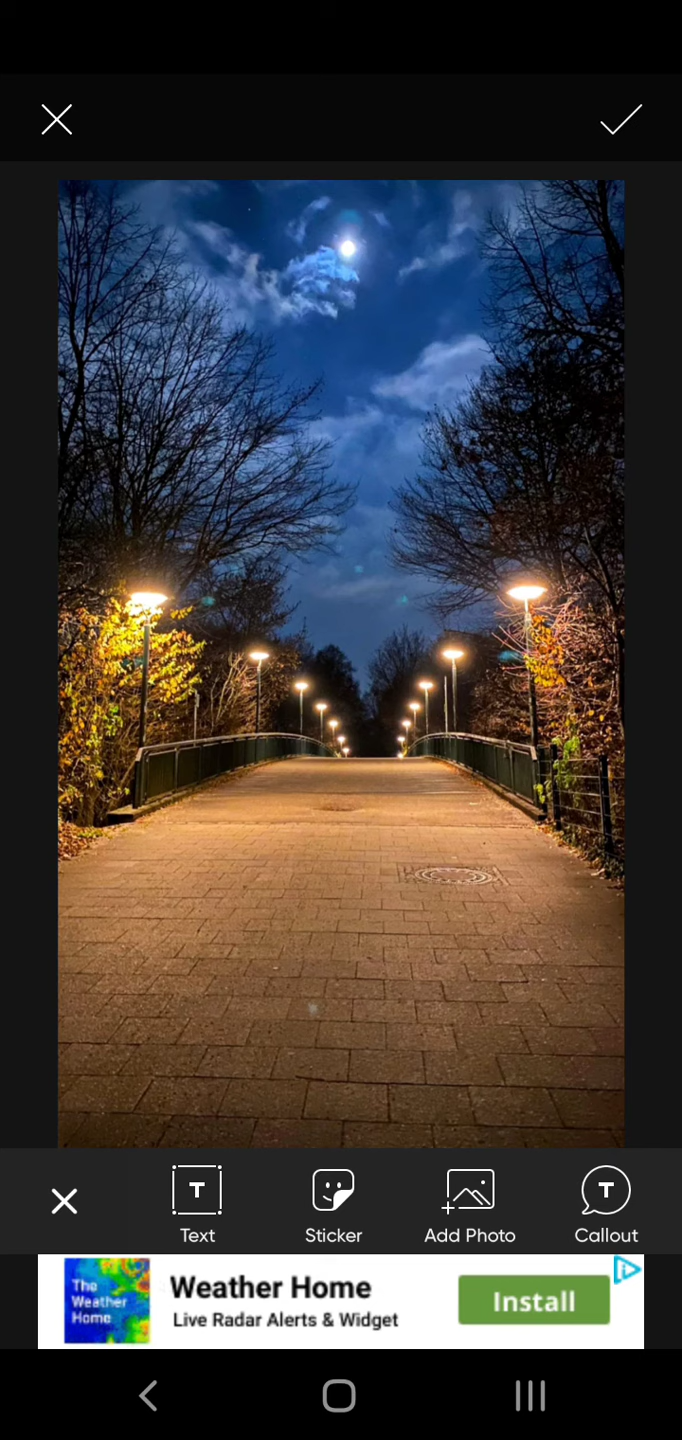 T
T
Text
Sticker
Add Photo
Callout
The
Weather
Home
Weather Home
Live Radar Alerts & Widget
Install